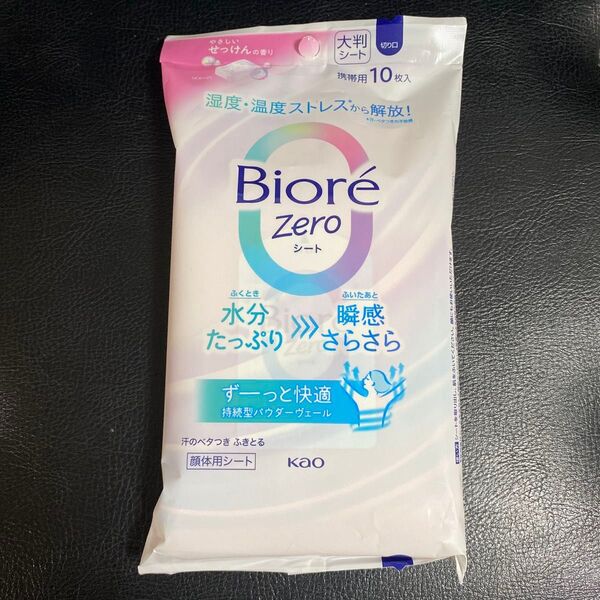 やさしい
せっけんの香り
大判
シート
切り口
携帯用10枚入
湿度・温度ストレス*から解放！
Bioré
Zero
シート
ふくとき
水分
たっぷり
ふいたあと
瞬感
さらさら
ずーっと快適
持続型パウダーヴェール
汗のベタつき ふきとる
顔体用シート
Kao